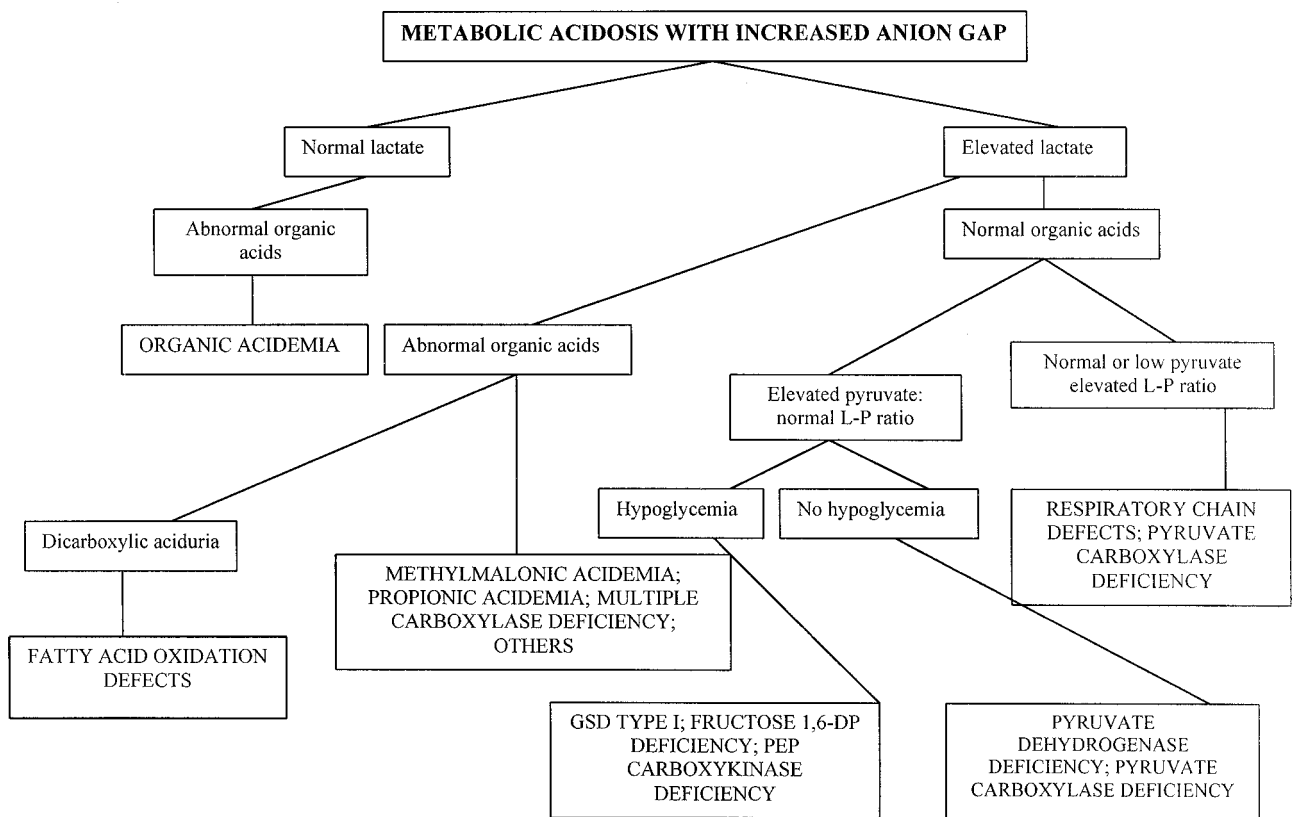 METABOLIC ACIDOSIS WITH INCREASED ANION GAP
Normal lactate
Elevated lactate
Abnormal organic
acids
Normal organic acids
ORGANIC ACIDEMIA
Abnormal organic acids
Normal or low pyruvate
elevated L-P ratio
Elevated pyruvate:
normal L-P ratio
Hypoglycemia
No hypoglycemia
RESPIRATORY CHAIN
DEFECTS; PYRUVATE
CARBOXYLASE
DEFICIENCY
Dicarboxylic aciduria
METHYLMALONIC ACIDEMIA;
PROPIONIC ACIDEMIA; MULTIPLE
CARBOXYLASE DEFICIENCY;
OTHERS
FATTY ACID OXIDATION
DEFECTS
GSD TYPE I; FRUCTOSE 1,6-DP
DEFICIENCY; PEP
CARBOXYKINASE
DEFICIENCY
PYRUVATE
DEHYDROGENASE
DEFICIENCY; PYRUVATE
CARBOXYLASE DEFICIENCY